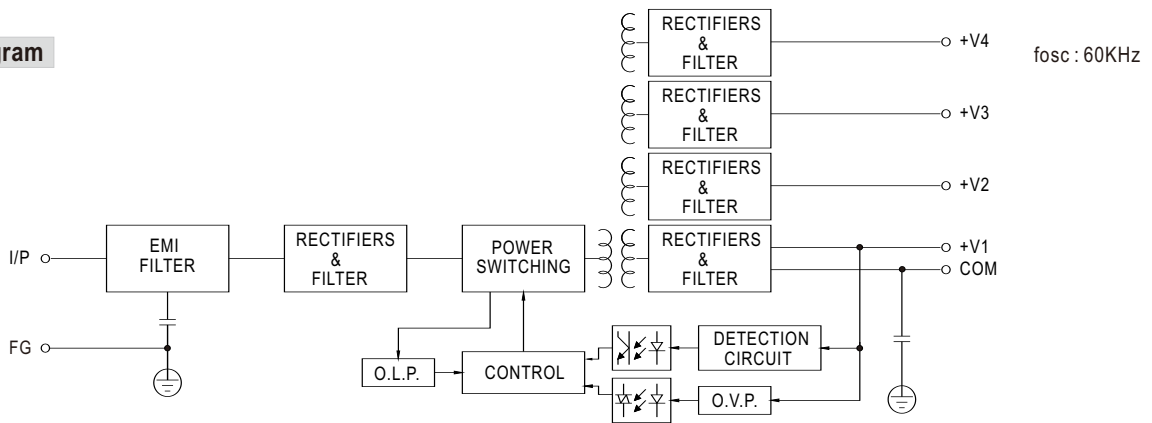 gram
fosc : 60KHz
RECTIFIERS
&
FILTER
+V4
RECTIFIERS
&
FILTER
+V3
RECTIFIERS
&
FILTER
+V2
I/P
EMI
FILTER
RECTIFIERS
&
FILTER
POWER
SWITCHING
RECTIFIERS
&
FILTER
+V1
COM
FG
O.L.P.
CONTROL
DETECTION
CIRCUIT
O.V.P.